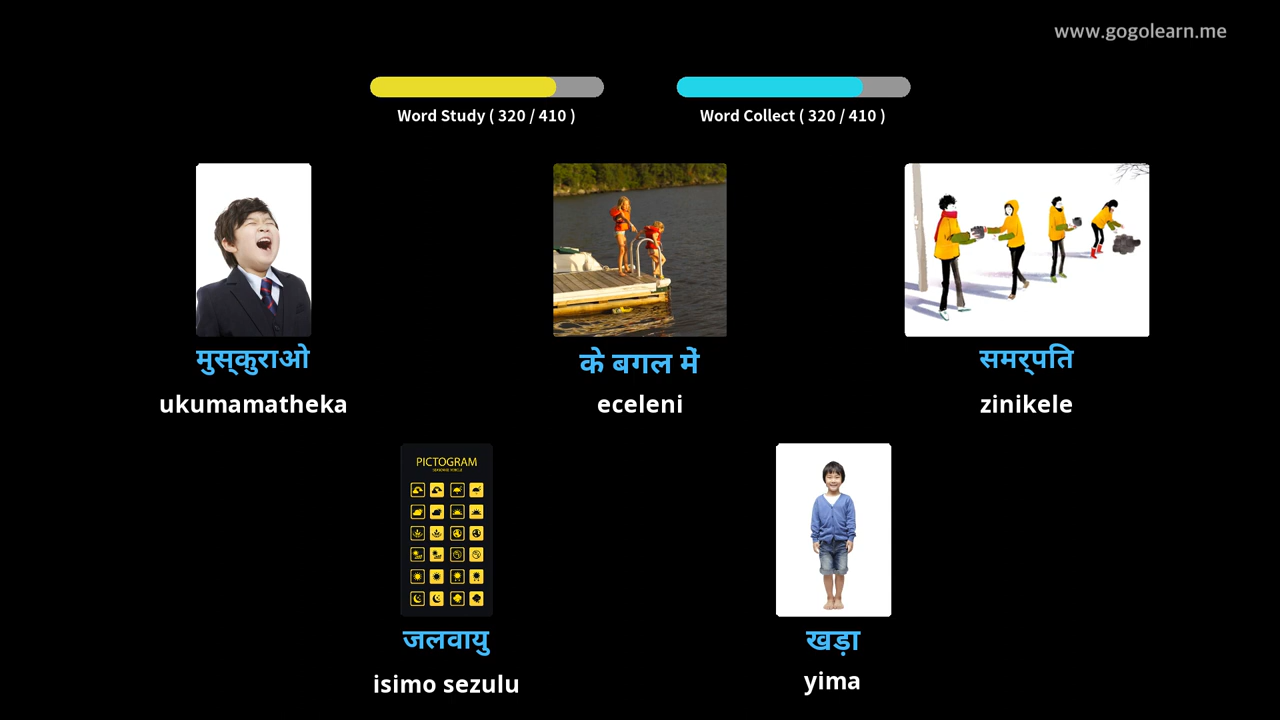 www.gogolearn.me
Word Study ( 320 / 410 )
Word Collect ( 320 / 410 )
मुस्कुराओ
के बगल में
समर्पति
ukumamatheka
eceleni
zinikele
PICTOGRAM
जलवायु
खड़ा
isimo sezulu
yima